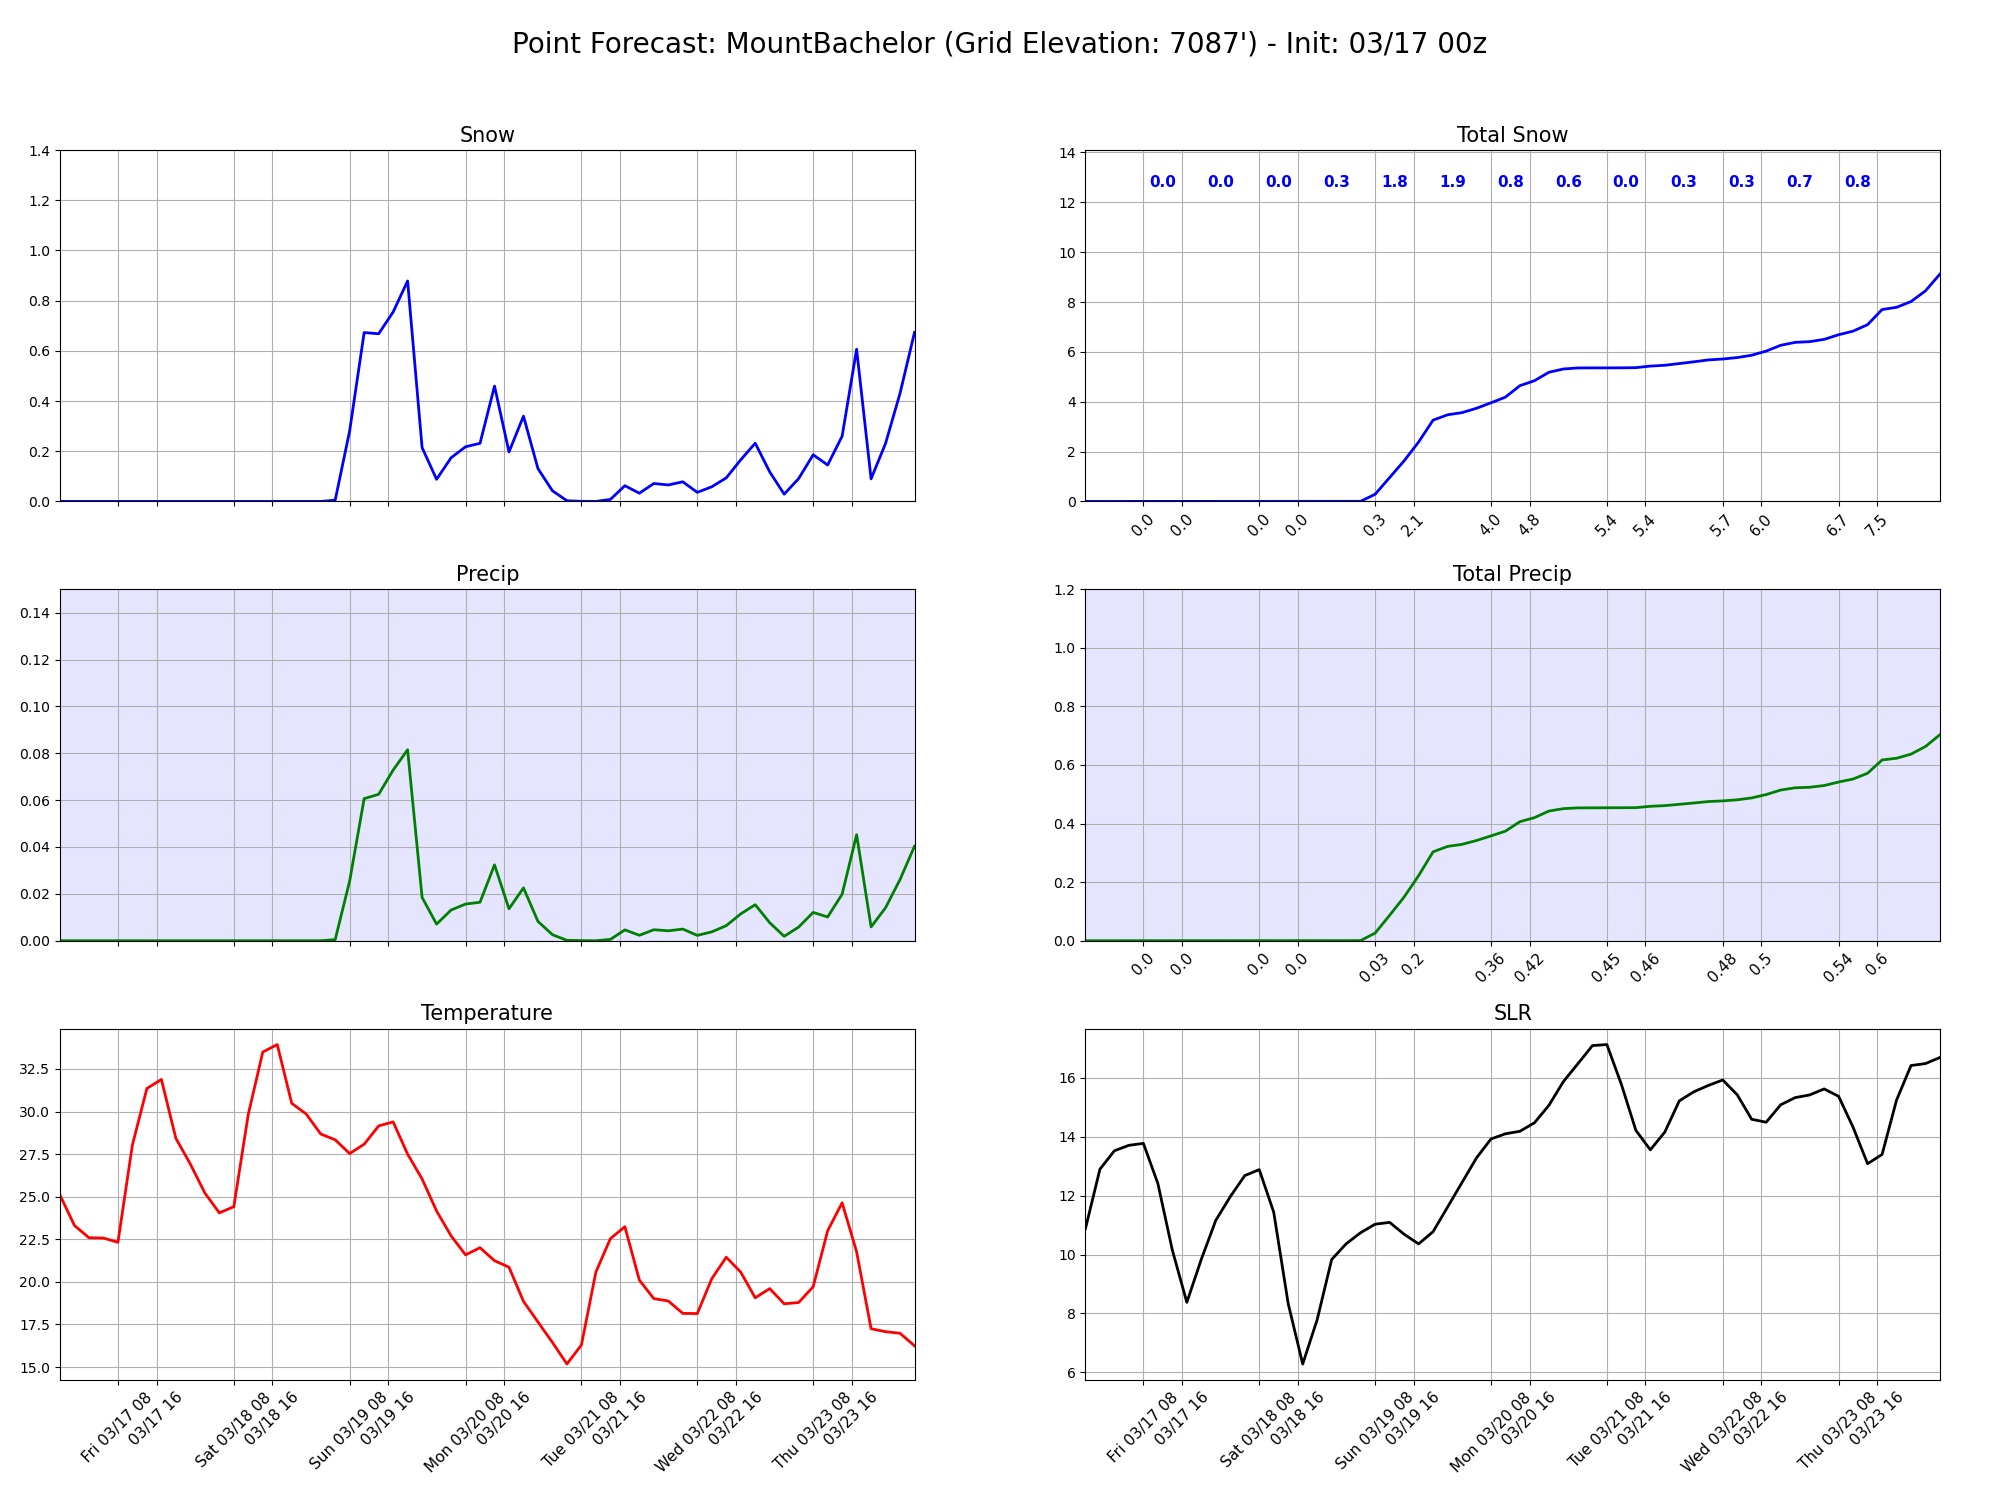 Point Forecast: MountBachelor (Grid Elevation: 7087') - Init: 03/17 00z
Snow
1.4
1.2
1.0
0.8
0.6
0.4
0.2
0.0
Total Snow
14
12
10
8
6
4
2
0
0.0 0.0 0.0 0.3 1.8 1.9 0.8 0.6 0.0 0.3 0.3 0.7 0.8
0.0 0.0 0.0 0.0 0.3 2.1 4.0 4.8 5.4 5.4 5.7 6.0 6.7 7.5
Precip
0.14
0.12
0.10
0.08
0.06
0.04
0.02
0.00
Total Precip
1.2
1.0
0.8
0.6
0.4
0.2
0.0
0.0 0.0 0.0 0.0 0.03 0.2 0.36 0.42 0.45 0.46 0.48 0.5 0.54 0.6
Temperature
32.5
30.0
27.5
25.0
22.5
20.0
17.5
15.0
Fri 03/17 08
03/17 16
Sat 03/18 08
03/18 16
Sun 03/19 08
03/19 16
Mon 03/20 08
03/20 16
Tue 03/21 08
03/21 16
Wed 03/22 08
03/22 16
Thu 03/23 08
03/23 16
SLR
16
14
12
10
8
6
Fri 03/17 08
03/17 16
Sat 03/18 08
03/18 16
Sun 03/19 08
03/19 16
Mon 03/20 08
03/20 16
Tue 03/21 08
03/21 16
Wed 03/22 08
03/22 16
Thu 03/23 08
03/23 16